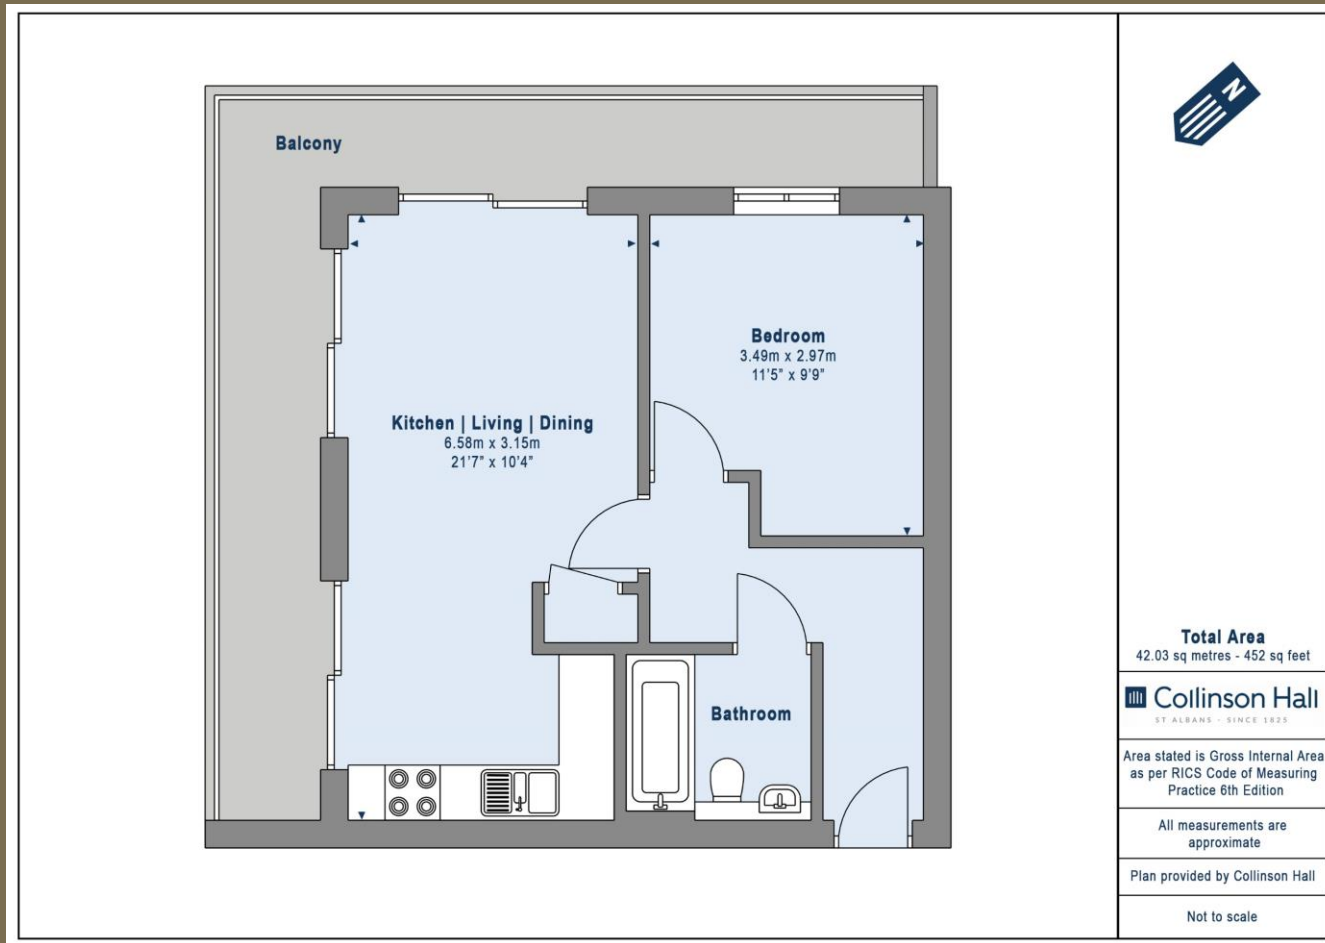 Balcony
Bedroom
3.49m x 2.97m
11'5" x 9'9"
Kitchen | Living | Dining
6.58m x 3.15m
21'7" x 10'4"
Bathroom
N
Total Area
42.03 sq metres - 452 sq feet
Collinson Hall
ST ALBANS - SINCE 1825
Area stated is Gross Internal Area
as per RICS Code of Measuring
Practice 6th Edition
All measurements are
approximate
Plan provided by Collinson Hall
Not to scale